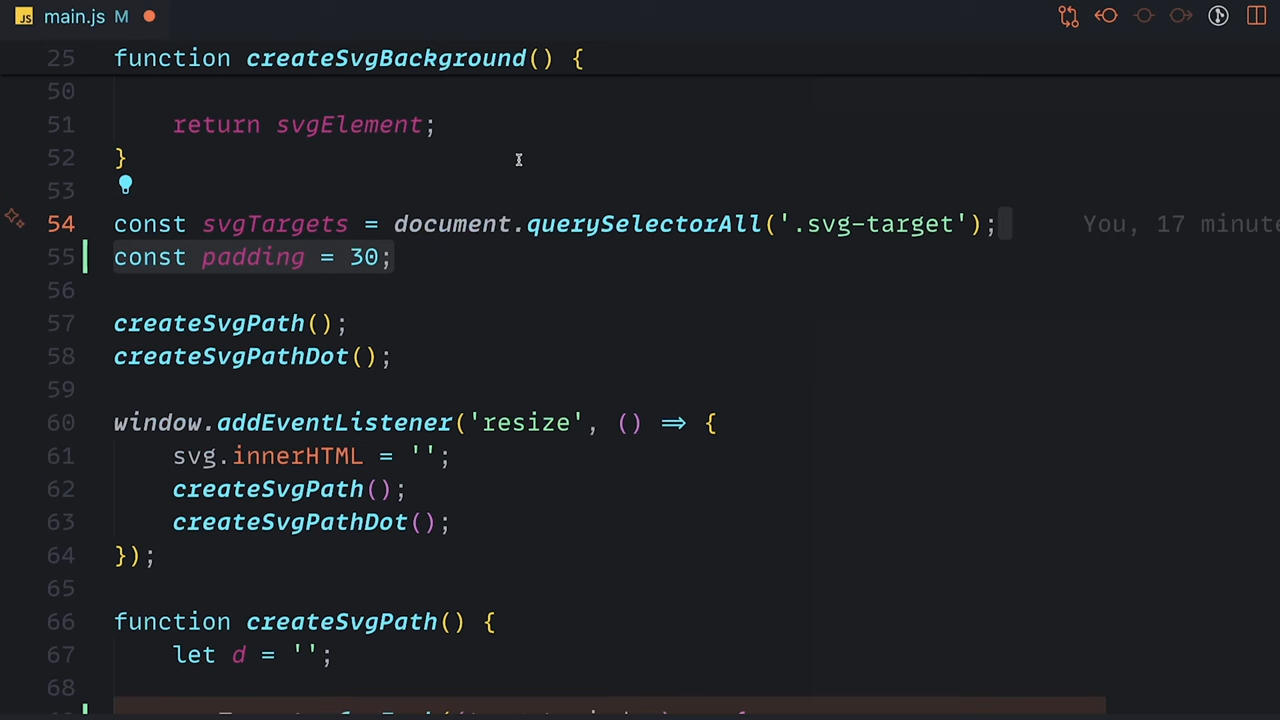 JS main.js M
25 function createSvgBackground() {
50
51 return svgElement;
52 }
53
54 const svgTargets = document.querySelectorAll('.svg-target'); You, 17 minute
55 const padding = 30;
56
57 createSvgPath();
58 createSvgPathDot();
59
60 window.addEventListener('resize', () => {
61 svg.innerHTML = '';
62 createSvgPath();
63 createSvgPathDot();
64 });
65
66 function createSvgPath() {
67 let d = '';
68